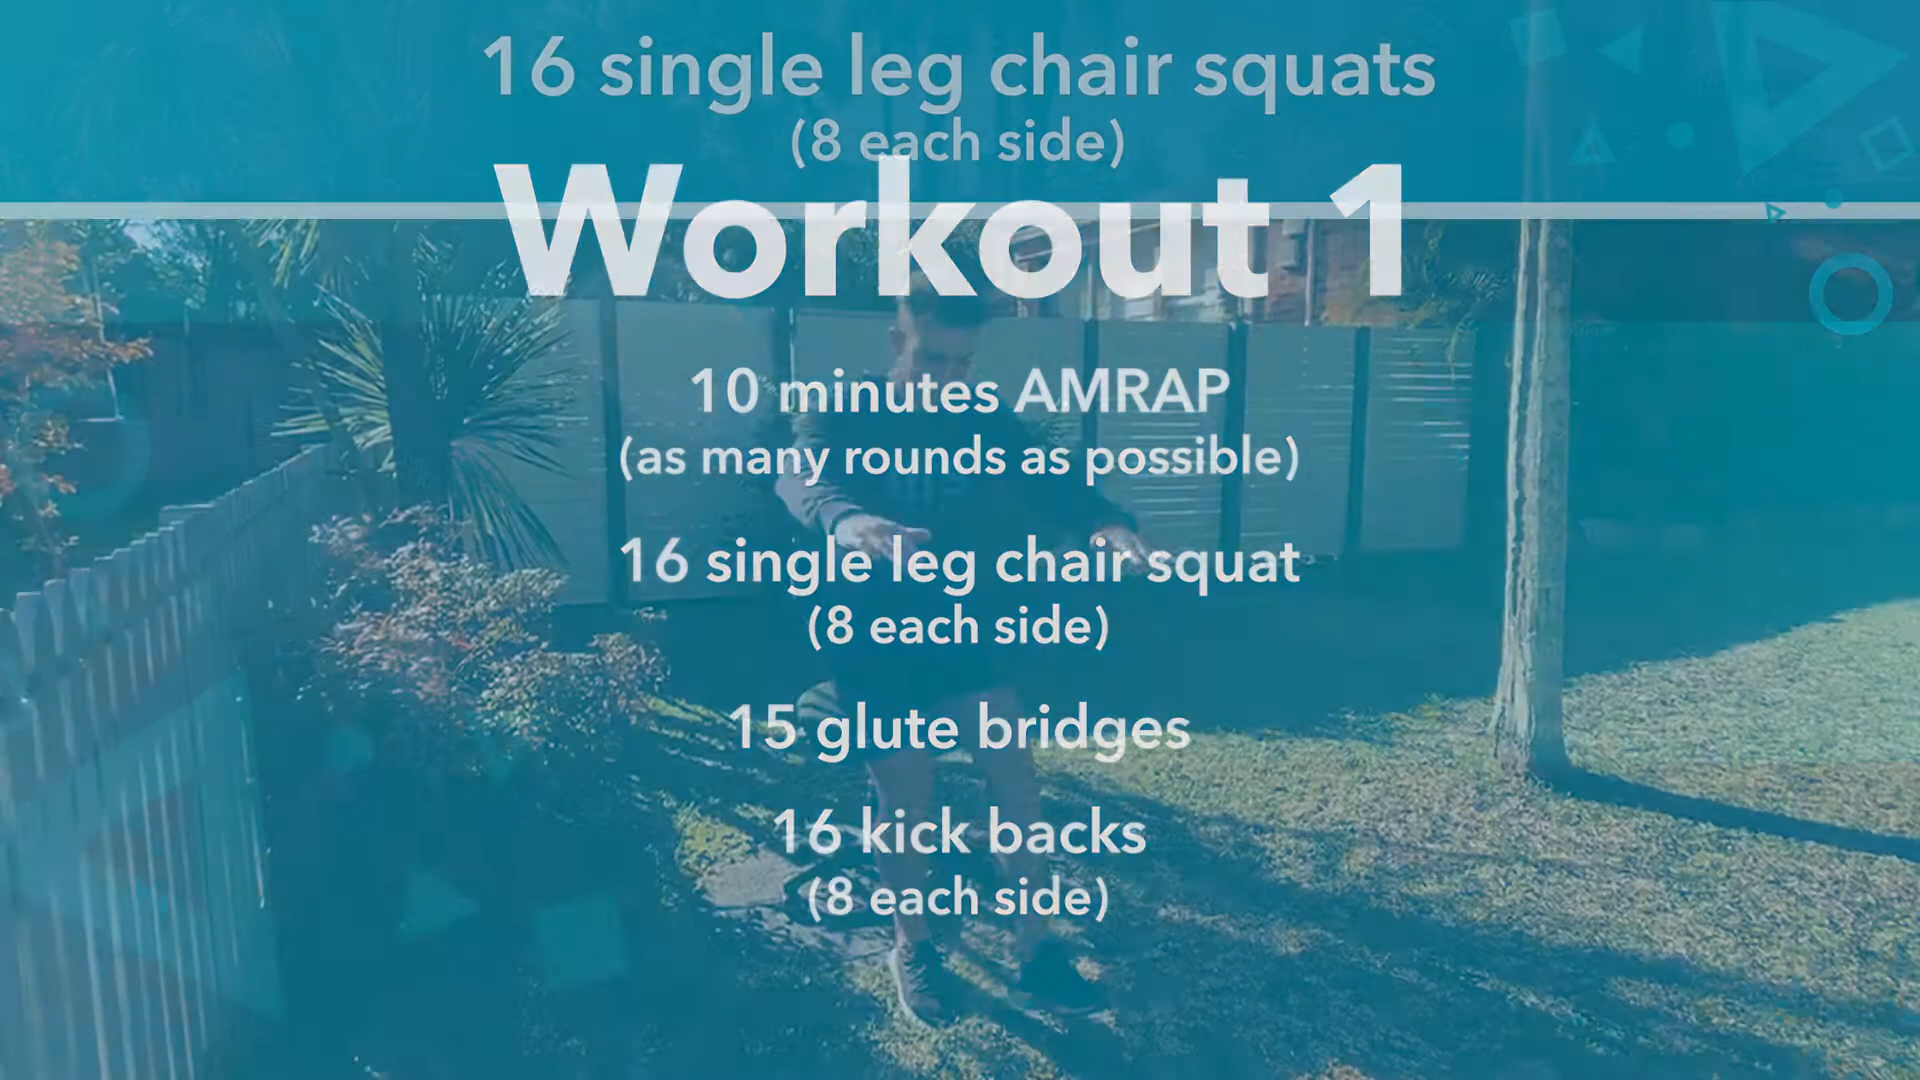 16 single leg chair squats
(8 each side)
Workout 1
10 minutes AMRAP
(as many rounds as possible)
16 single leg chair squat
(8 each side)
15 glute bridges
16 kick backs
(8 each side)